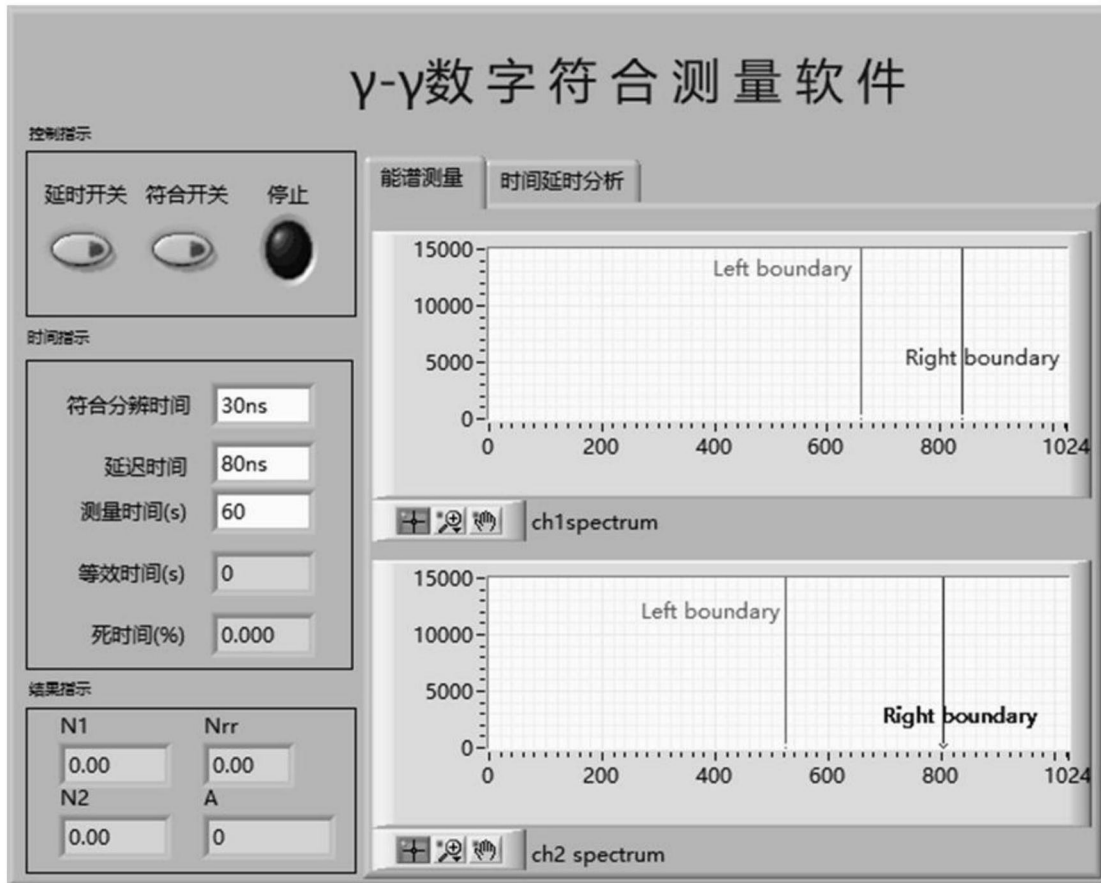 γ-γ数字符合测量软件
控制指示
延时开关 符合开关 停止
时间指示
符合分辨时间 30ns
延迟时间 80ns
测量时间(s) 60
等效时间(s) 0
死时间(%) 0.000
结果指示
N1 Nrr
0.00 0.00
N2 A
0.00 0
能谱测量 时间延时分析
15000
10000
5000
0
Left boundary
Right boundary
0 200 400 600 800 1024
ch1spectrum
15000
10000
5000
0
Left boundary
Right boundary
0 200 400 600 800 1024
ch2 spectrum